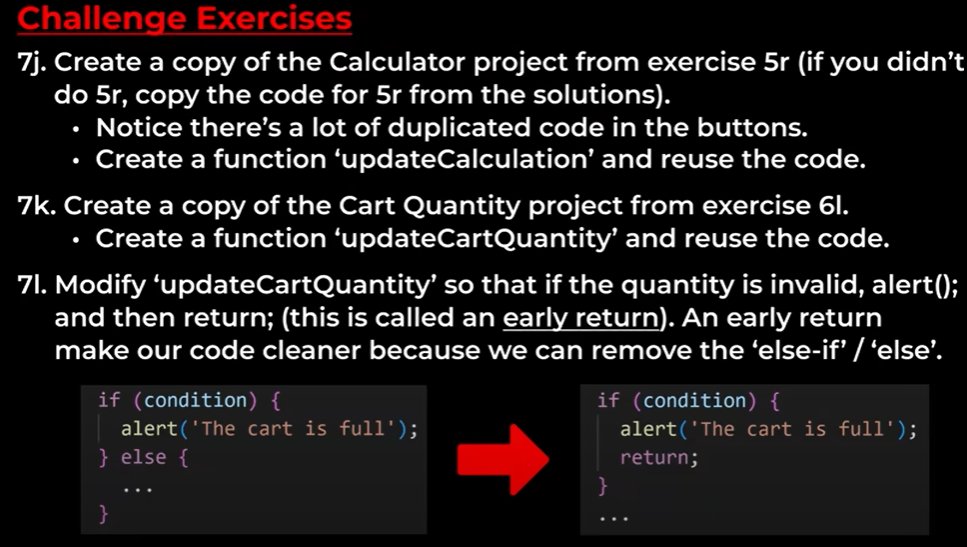 Challenge Exercises
7j. Create a copy of the Calculator project from exercise 5r (if you didn't
do 5r, copy the code for 5r from the solutions).
• Notice there's a lot of duplicated code in the buttons.
• Create a function 'updateCalculation' and reuse the code.
7k. Create a copy of the Cart Quantity project from exercise 6l.
• Create a function 'updateCartQuantity' and reuse the code.
7l. Modify 'updateCartQuantity' so that if the quantity is invalid, alert();
and then return; (this is called an early return). An early return
make our code cleaner because we can remove the 'else-if' / 'else'.
if (condition) {
alert('The cart is full');
} else {
...
}
if (condition) {
alert('The cart is full');
return;
}
...